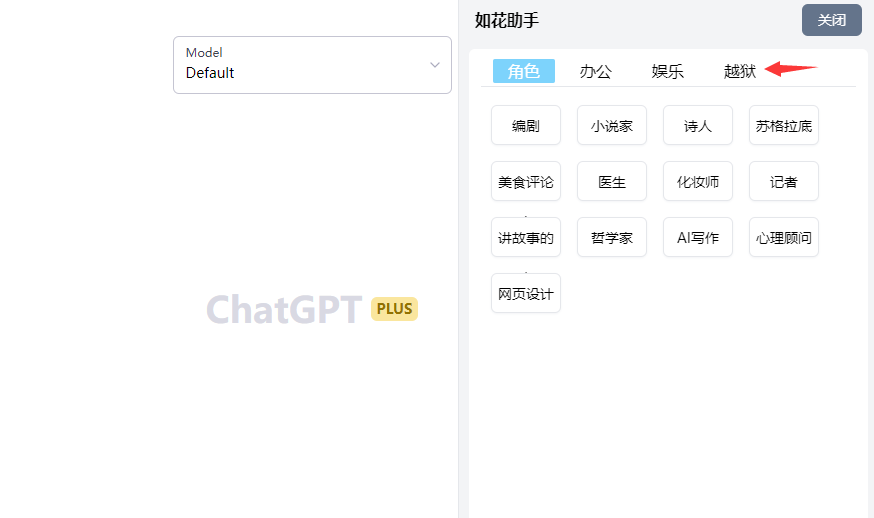 Model
Default
ChatGPT PLUS
如花助手
关闭
角色 办公 娱乐 越狱
编剧 小说家 诗人 苏格拉底
美食评论 医生 化妆师 记者
讲故事的 哲学家 AI写作 心理顾问
网页设计